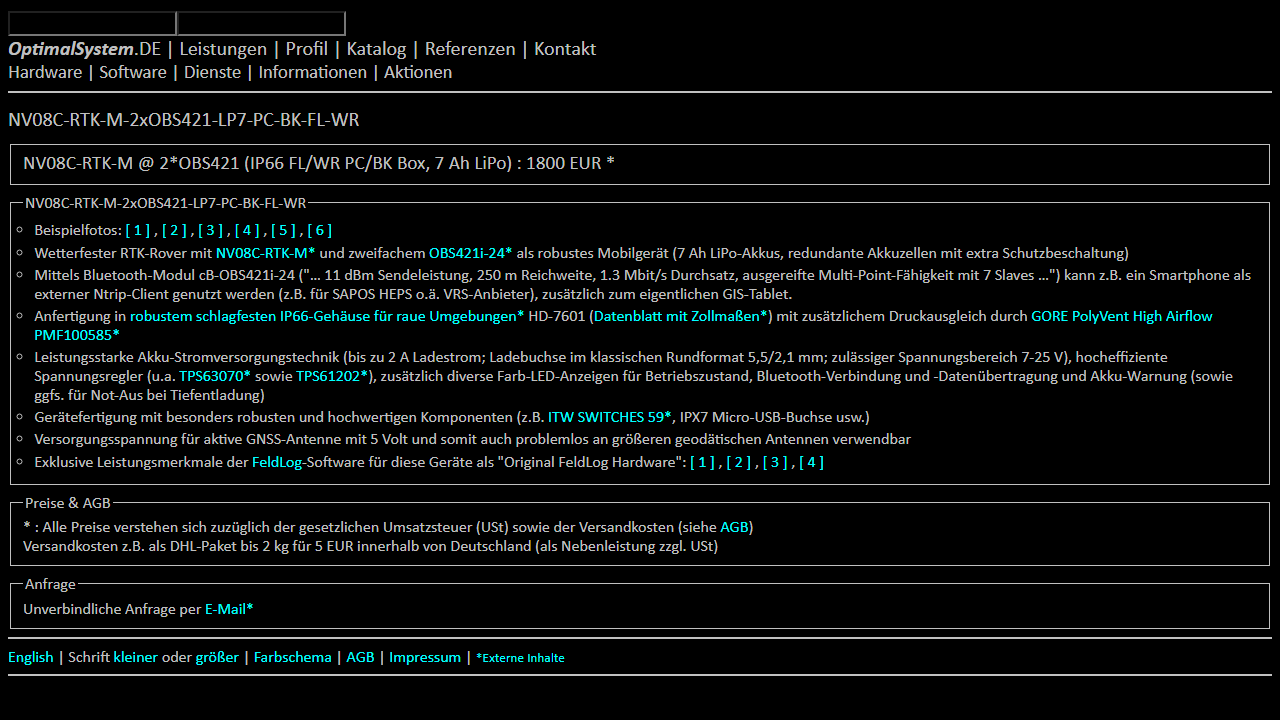 OptimalSystem.DE | Leistungen | Profil | Katalog | Referenzen | Kontakt
Hardware | Software | Dienste | Informationen | Aktionen
NV08C-RTK-M-2xOBS421-LP7-PC-BK-FL-WR
NV08C-RTK-M @ 2*OBS421 (IP66 FL/WR PC/BK Box, 7 Ah LiPo) : 1800 EUR *
NV08C-RTK-M-2xOBS421-LP7-PC-BK-FL-WR
Beispielfotos: [ 1 ] , [ 2 ] , [ 3 ] , [ 4 ] , [ 5 ] , [ 6 ]
Wetterfester RTK-Rover mit NV08C-RTK-M* und zweifachem OBS421i-24* als robustes Mobilgerät (7 Ah LiPo-Akkus, redundante Akkuzellen mit extra Schutzbeschaltung)
Mittels Bluetooth-Modul cB-OBS421i-24 ("... 11 dBm Sendeleistung, 250 m Reichweite, 1.3 Mbit/s Durchsatz, ausgereifte Multi-Point-Fähigkeit mit 7 Slaves ...") kann z.B. ein Smartphone als
externer Ntrip-Client genutzt werden (z.B. für SAPOS HEPS o.ä. VRS-Anbieter), zusätzlich zum eigentlichen GIS-Tablet.
Anfertigung in robustem schlagfesten IP66-Gehäuse für raue Umgebungen* HD-7601 (Datenblatt mit Zollmaßen*) mit zusätzlichem Druckausgleich durch GORE PolyVent High Airflow
PMF100585*
Leistungsstarke Akku-Stromversorgungstechnik (bis zu 2 A Ladestrom; Ladebuchse im klassischen Rundformat 5,5/2,1 mm; zulässiger Spannungsbereich 7-25 V), hocheffiziente
Spannungsregler (u.a. TPS63070* sowie TPS61202*), zusätzlich diverse Farb-LED-Anzeigen für Betriebszustand, Bluetooth-Verbindung und -Datenübertragung und Akku-Warnung (sowie
ggfs. für Not-Aus bei Tiefentladung)
Gerätefertigung mit besonders robusten und hochwertigen Komponenten (z.B. ITW SWITCHES 59*, IPX7 Micro-USB-Buchse usw.)
Versorgungsspannung für aktive GNSS-Antenne mit 5 Volt und somit auch problemlos an größeren geodätischen Antennen verwendbar
Exklusive Leistungsmerkmale der FeldLog-Software für diese Geräte als "Original FeldLog Hardware": [ 1 ] , [ 2 ] , [ 3 ] , [ 4 ]
Preise & AGB
* : Alle Preise verstehen sich zuzüglich der gesetzlichen Umsatzsteuer (USt) sowie der Versandkosten (siehe AGB)
Versandkosten z.B. als DHL-Paket bis 2 kg für 5 EUR innerhalb von Deutschland (als Nebenleistung zzgl. USt)
Anfrage
Unverbindliche Anfrage per E-Mail*
English | Schrift kleiner oder größer | Farbschema | AGB | Impressum | *Externe Inhalte